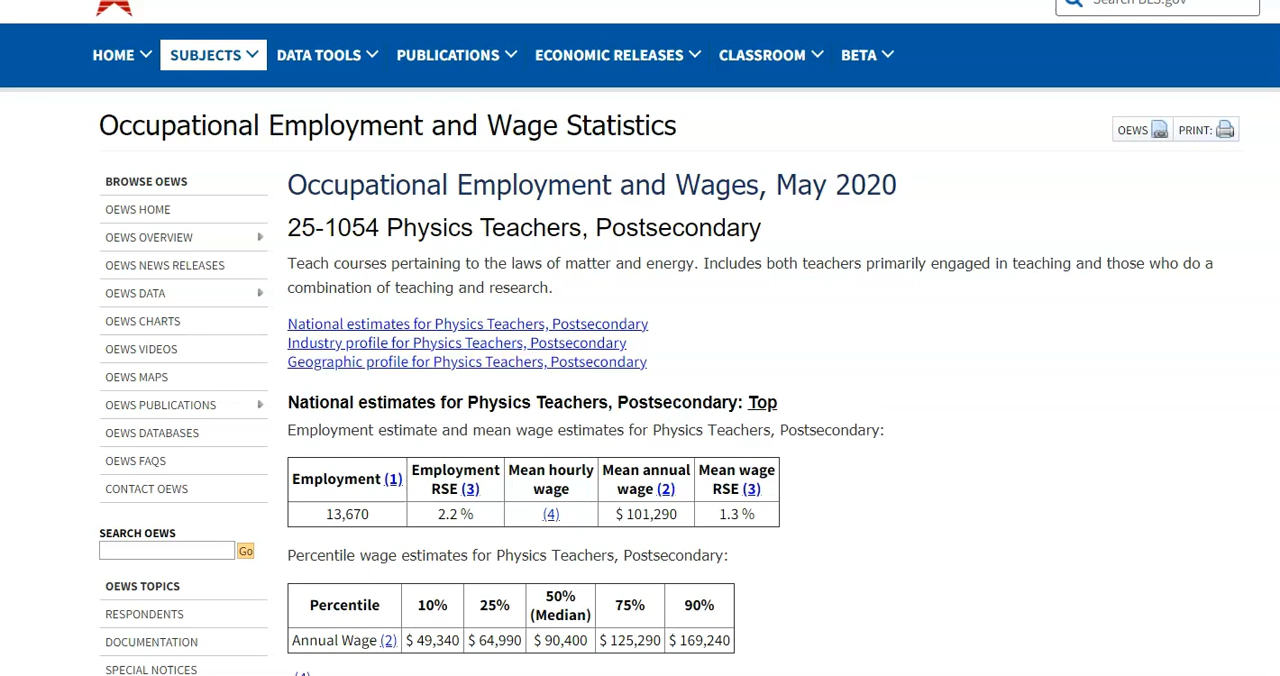 Search BLS.gov
HOME SUBJECTS DATA TOOLS PUBLICATIONS ECONOMIC RELEASES CLASSROOM BETA
Occupational Employment and Wage Statistics
OEWS PRINT:
BROWSE OEWS
OEWS HOME
OEWS OVERVIEW
OEWS NEWS RELEASES
OEWS DATA
OEWS CHARTS
OEWS VIDEOS
OEWS MAPS
OEWS PUBLICATIONS
OEWS DATABASES
OEWS FAQS
CONTACT OEWS
SEARCH OEWS
Go
OEWS TOPICS
RESPONDENTS
DOCUMENTATION
SPECIAL NOTICES
Occupational Employment and Wages, May 2020
25-1054 Physics Teachers, Postsecondary
Teach courses pertaining to the laws of matter and energy. Includes both teachers primarily engaged in teaching and those who do a
combination of teaching and research.
National estimates for Physics Teachers, Postsecondary
Industry profile for Physics Teachers, Postsecondary
Geographic profile for Physics Teachers, Postsecondary
National estimates for Physics Teachers, Postsecondary: Top
Employment estimate and mean wage estimates for Physics Teachers, Postsecondary:
Employment (1) Employment RSE (3) Mean hourly wage Mean annual wage (2) Mean wage RSE (3)
13,670 2.2 % (4) $ 101,290 1.3 %
Percentile wage estimates for Physics Teachers, Postsecondary:
Percentile 10% 25% 50% (Median) 75% 90%
Annual Wage (2) $ 49,340 $ 64,990 $ 90,400 $ 125,290 $ 169,240
(4)